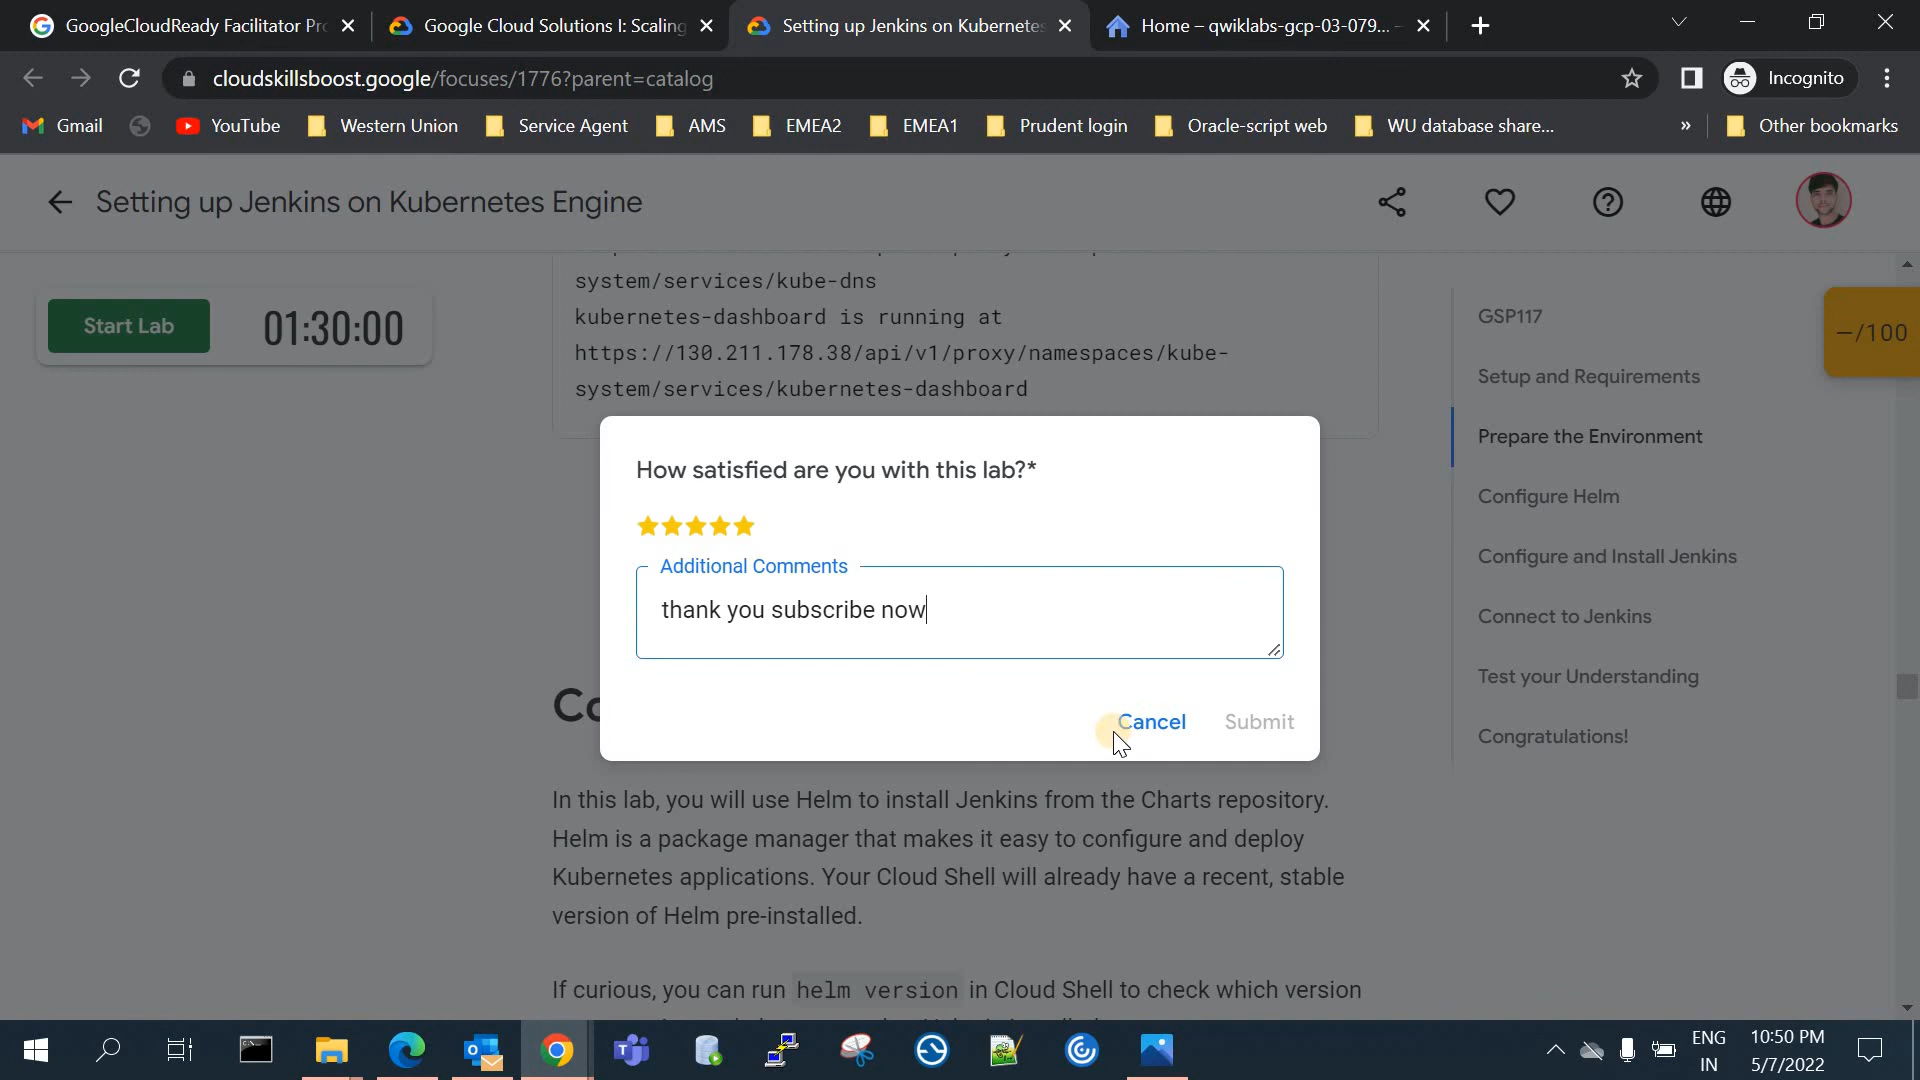 GoogleCloudReady Facilitator Pr
Google Cloud Solutions I: Scaling
Setting up Jenkins on Kubernetes
Home – qwiklabs-gcp-03-079... –
cloudskillsboost.google/focuses/1776?parent=catalog
Incognito
Gmail
YouTube
Western Union
Service Agent
AMS
EMEA2
EMEA1
Prudent login
Oracle-script web
WU database share...
»
Other bookmarks
Setting up Jenkins on Kubernetes Engine
Start Lab
01:30:00
system/services/kube-dns
kubernetes-dashboard is running at
https://130.211.178.38/api/v1/proxy/namespaces/kube-
system/services/kubernetes-dashboard
GSP117
Setup and Requirements
Prepare the Environment
Configure Helm
Configure and Install Jenkins
Connect to Jenkins
Test your Understanding
Congratulations!
–/100
How satisfied are you with this lab?*
Additional Comments
thank you subscribe now
Cancel
Submit
Co
In this lab, you will use Helm to install Jenkins from the Charts repository.
Helm is a package manager that makes it easy to configure and deploy
Kubernetes applications. Your Cloud Shell will already have a recent, stable
version of Helm pre-installed.
If curious, you can run helm version in Cloud Shell to check which version
ENG
IN
10:50 PM
5/7/2022